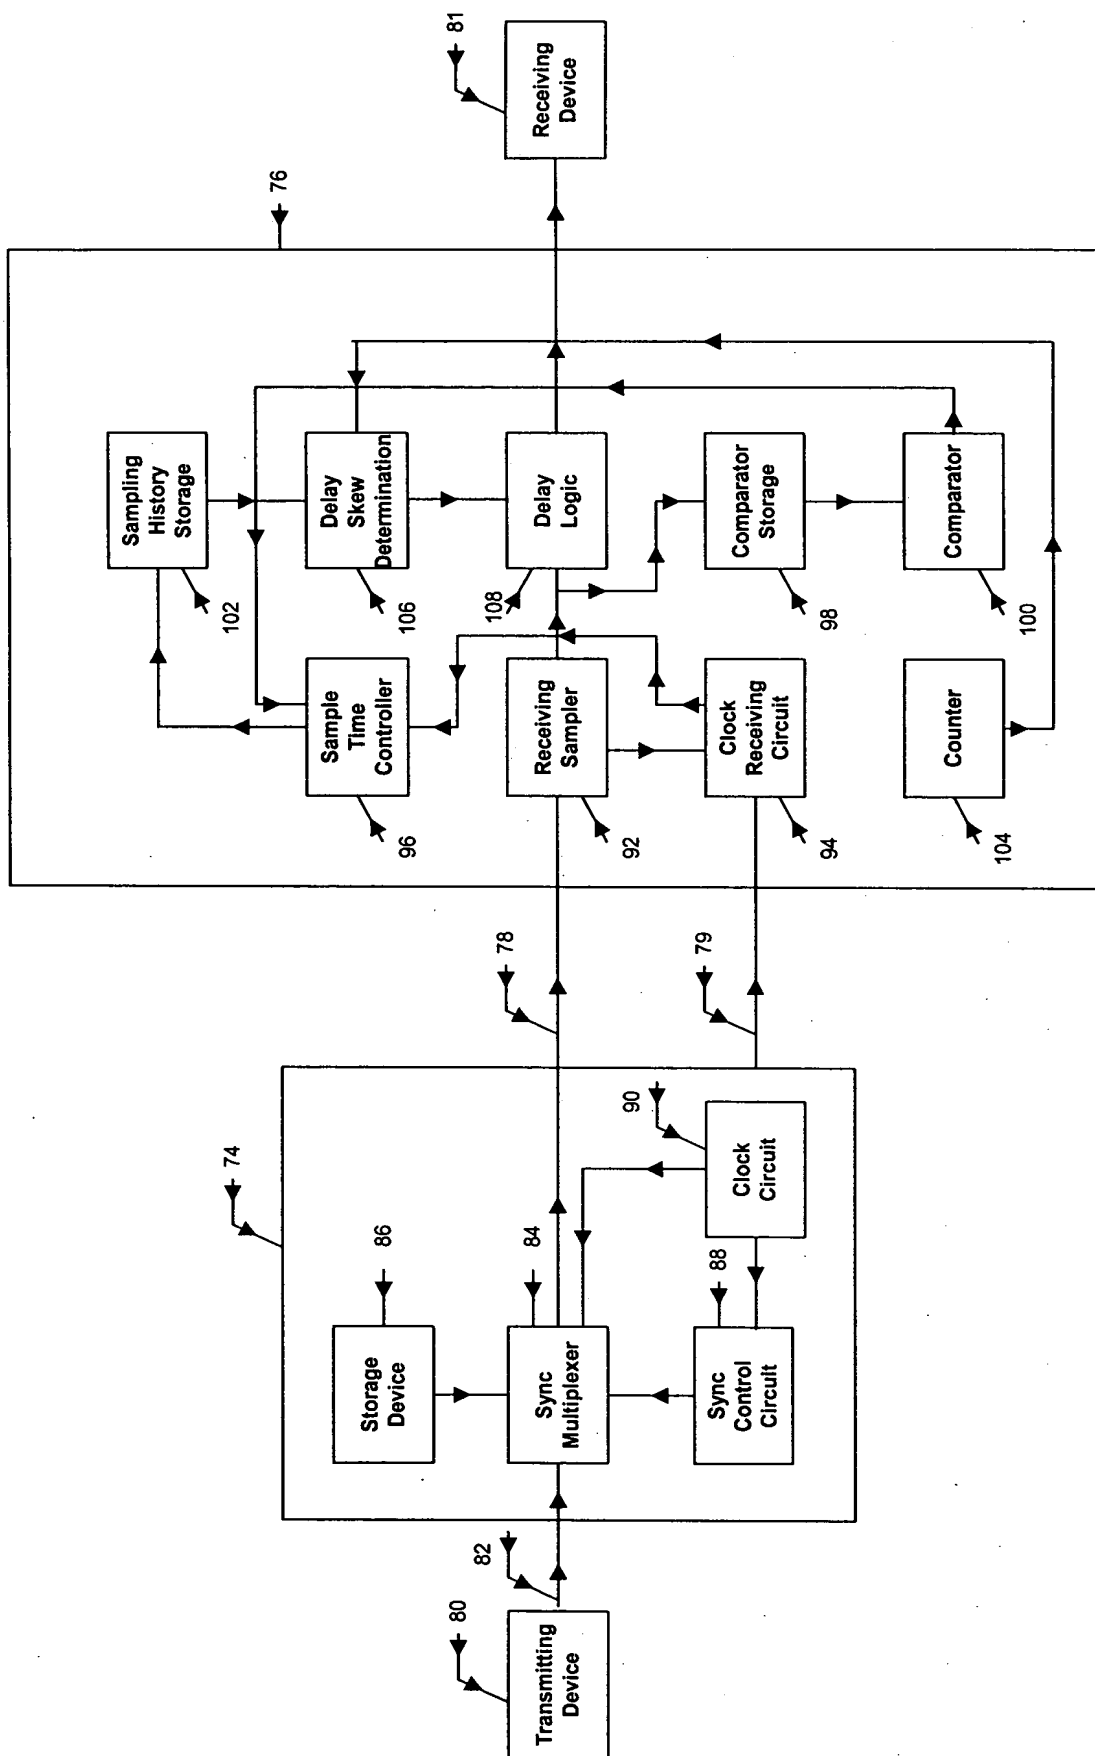 Transmitting
Device
80
82
74
Storage
Device
86
Sync
Multiplexer
84
Sync
Control
Circuit
88
Clock
Circuit
90
78
79
76
Sample
Time
Controller
96
Receiving
Sampler
92
Clock
Receiving
Circuit
94
Counter
104
Sampling
History
Storage
102
Delay
Skew
Determination
106
Delay
Logic
108
Comparator
Storage
98
Comparator
100
Receiving
Device
81